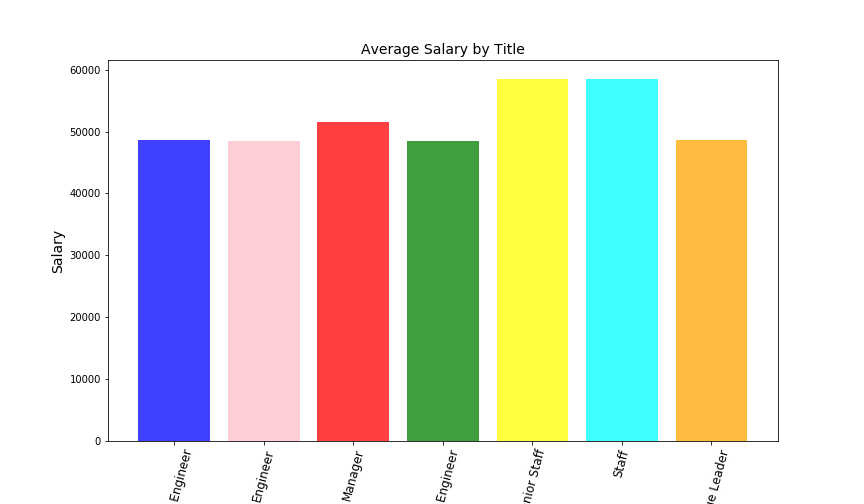 Average Salary by Title
Salary
60000
50000
40000
30000
20000
10000
0
Engineer
Engineer
Manager
Engineer
nior Staff
Staff
e Leader